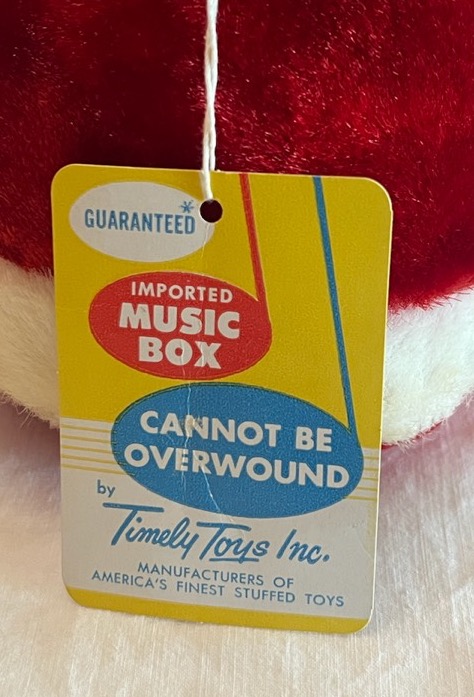 GUARANTEED*
IMPORTED
MUSIC
BOX
CANNOT BE
OVERWOUND
by
Timely Toys Inc.
MANUFACTURERS OF
AMERICA'S FINEST STUFFED TOYS